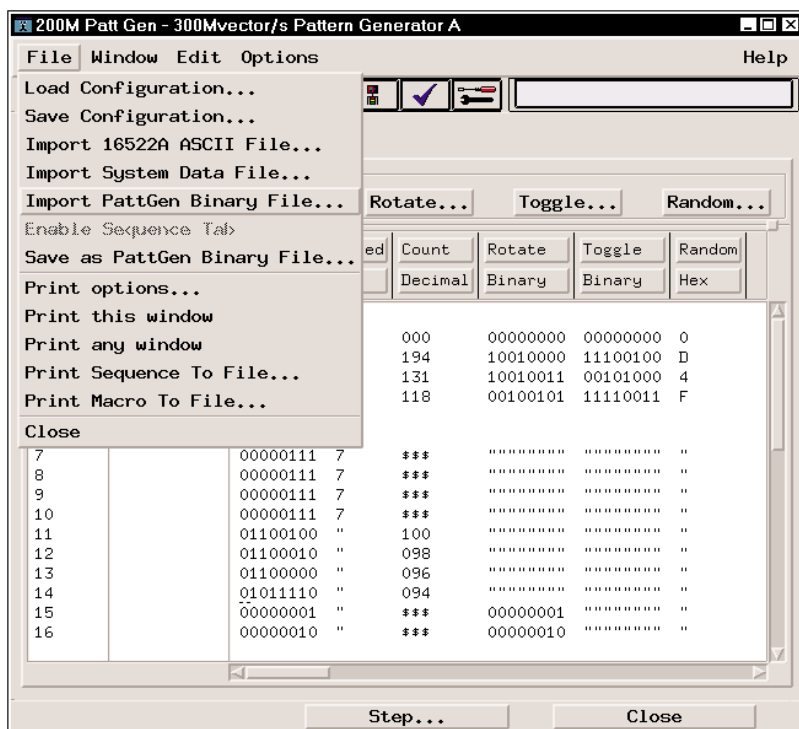 200M Patt Gen - 300Mvector/s Pattern Generator A
File Window Edit Options Help
Load Configuration...
Save Configuration...
Import 16522A ASCII File...
Import System Data File...
Import PattGen Binary File...
Enable Sequence Tab
Save as PattGen Binary File...
Print options...
Print this window
Print any window
Print Sequence To File...
Print Macro To File...
Close
Rotate... Toggle... Random...
ed Count Rotate Toggle Random
Decimal Binary Binary Hex
000 00000000 00000000 0
194 10010000 11100100 D
131 10010011 00101000 4
118 00100101 11110011 F
7 00000111 7 *** """""""" """""""" "
8 00000111 7 *** """""""" """""""" "
9 00000111 7 *** """""""" """""""" "
10 00000111 7 *** """""""" """""""" "
11 01100100 " 100 """""""" """""""" "
12 01100010 " 098 """""""" """""""" "
13 01100000 " 096 """""""" """""""" "
14 01011110 " 094 """""""" """""""" "
15 00000001 " *** 00000001 """""""" "
16 00000010 " *** 00000010 """""""" "
Step... Close